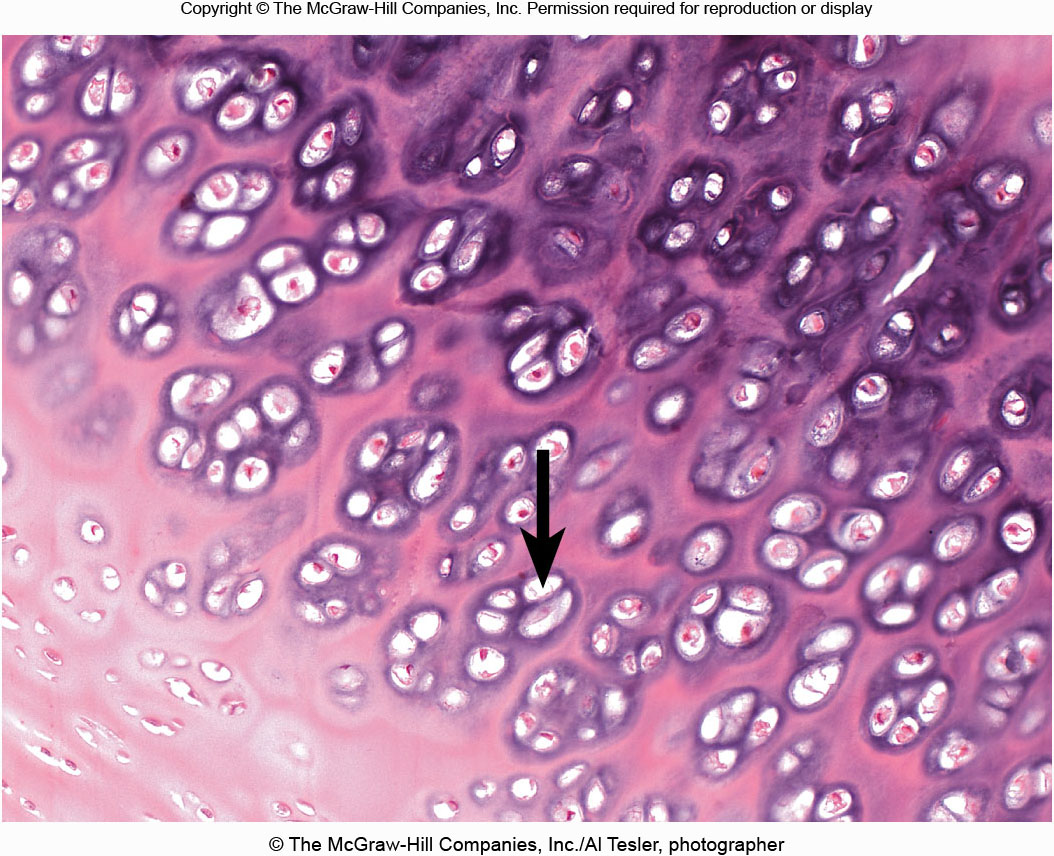 Copyright © The McGraw-Hill Companies, Inc. Permission required for reproduction or display
© The McGraw-Hill Companies, Inc./Al Tesler, photographer